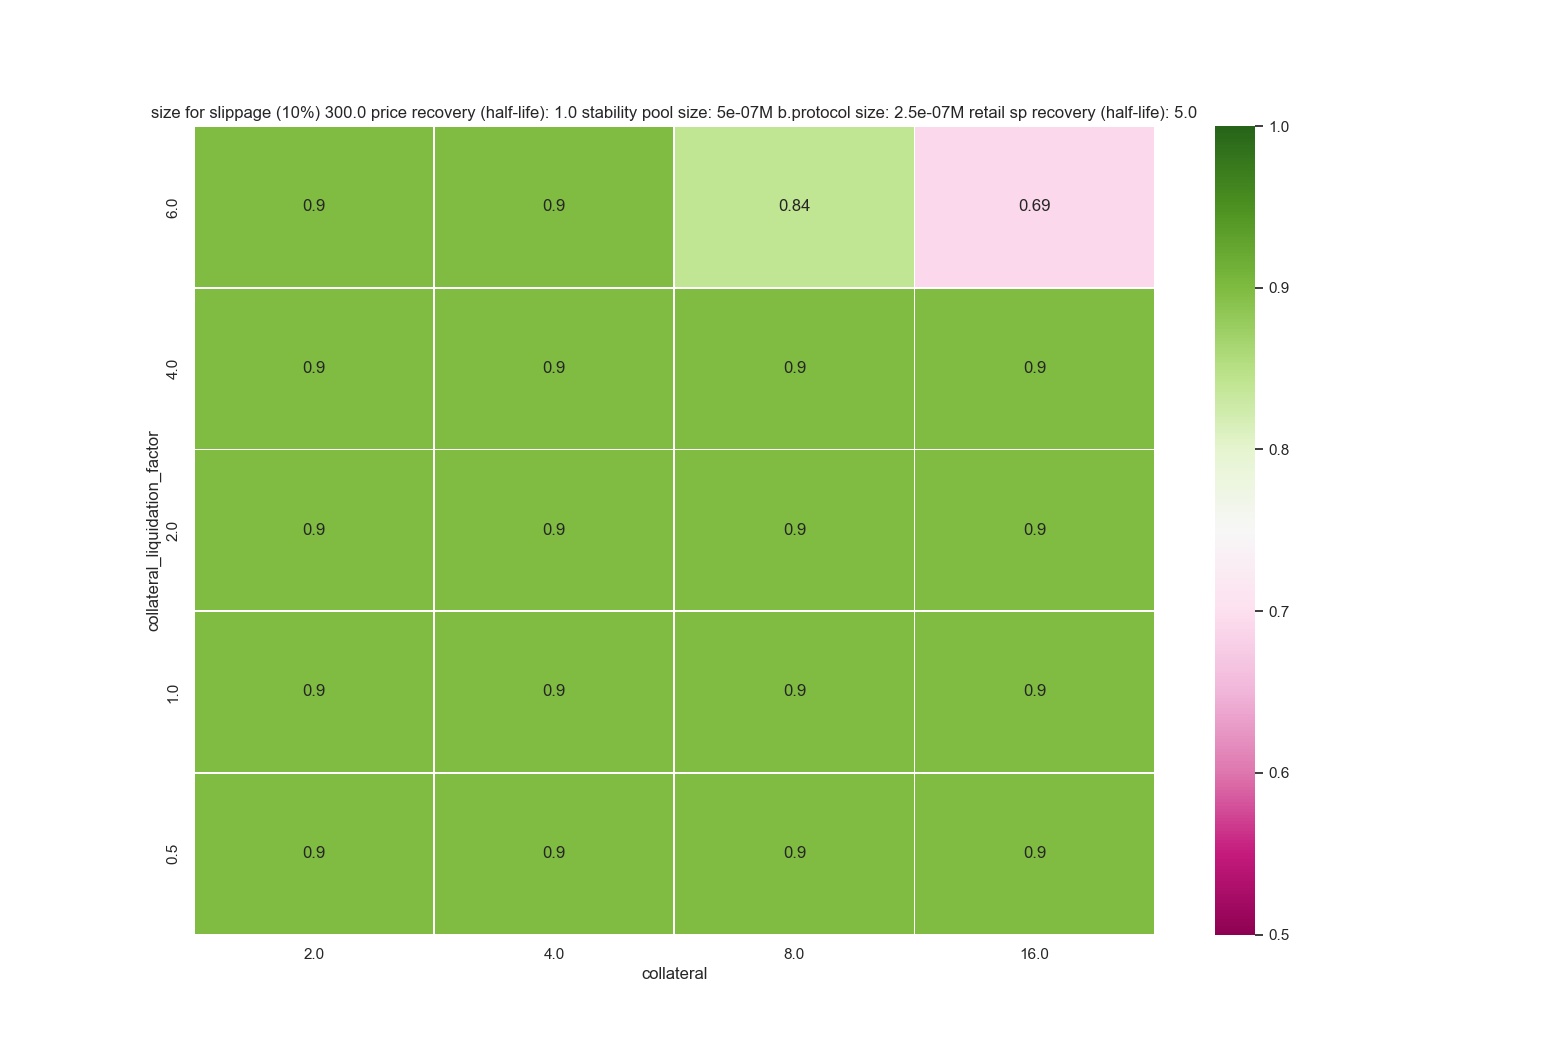 size for slippage (10%) 300.0 price recovery (half-life): 1.0 stability pool size: 5e-07M b.protocol size: 2.5e-07M retail sp recovery (half-life): 5.0
collateral_liquidation_factor
6.0
0.9 0.9 0.84 0.69
4.0
0.9 0.9 0.9 0.9
2.0
0.9 0.9 0.9 0.9
1.0
0.9 0.9 0.9 0.9
0.5
0.9 0.9 0.9 0.9
2.0 4.0 8.0 16.0
collateral
1.0
0.9
0.8
0.7
0.6
0.5